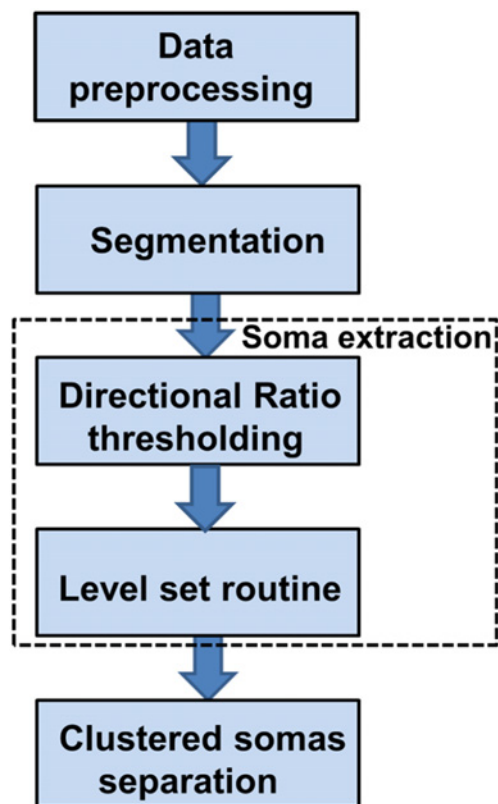 Data
preprocessing
Segmentation
Soma extraction
Directional Ratio
thresholding
Level set routine
Clustered somas
separation